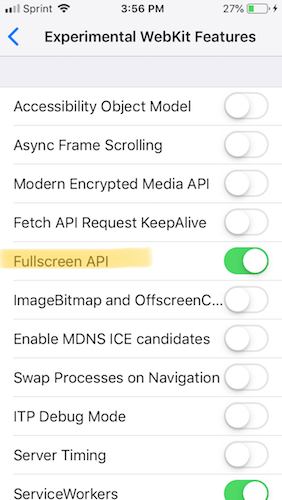 Sprint 3:56 PM 27%
Experimental WebKit Features
Accessibility Object Model
Async Frame Scrolling
Modern Encrypted Media API
Fetch API Request KeepAlive
Fullscreen API
ImageBitmap and OffscreenC...
Enable MDNS ICE candidates
Swap Processes on Navigation
ITP Debug Mode
Server Timing
ServiceWorkers